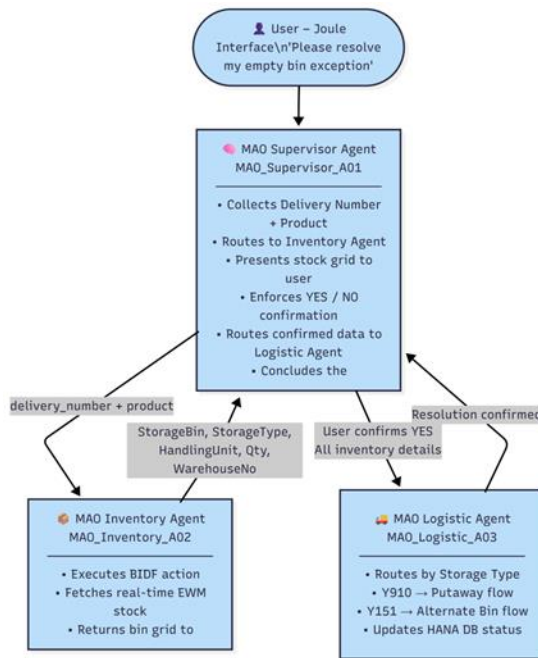 👤 User – Joule
Interface\n'Please resolve
my empty bin exception'
🧠 MAO Supervisor Agent
MAO_Supervisor_A01
• Collects Delivery Number
+ Product
• Routes to Inventory Agent
• Presents stock grid to
user
• Enforces YES / NO
confirmation
• Routes confirmed data to
Logistic Agent
• Concludes the
delivery_number + product
StorageBin, StorageType,
HandlingUnit, Qty,
WarehouseNo
User confirms YES
All inventory details
Resolution confirmed
📦 MAO Inventory Agent
MAO_Inventory_A02
• Executes BIDF action
• Fetches real-time EWM
stock
• Returns bin grid to
🚚 MAO Logistic Agent
MAO_Logistic_A03
• Routes by Storage Type
• Y910 → Putaway flow
• Y151 → Alternate Bin flow
• Updates HANA DB status